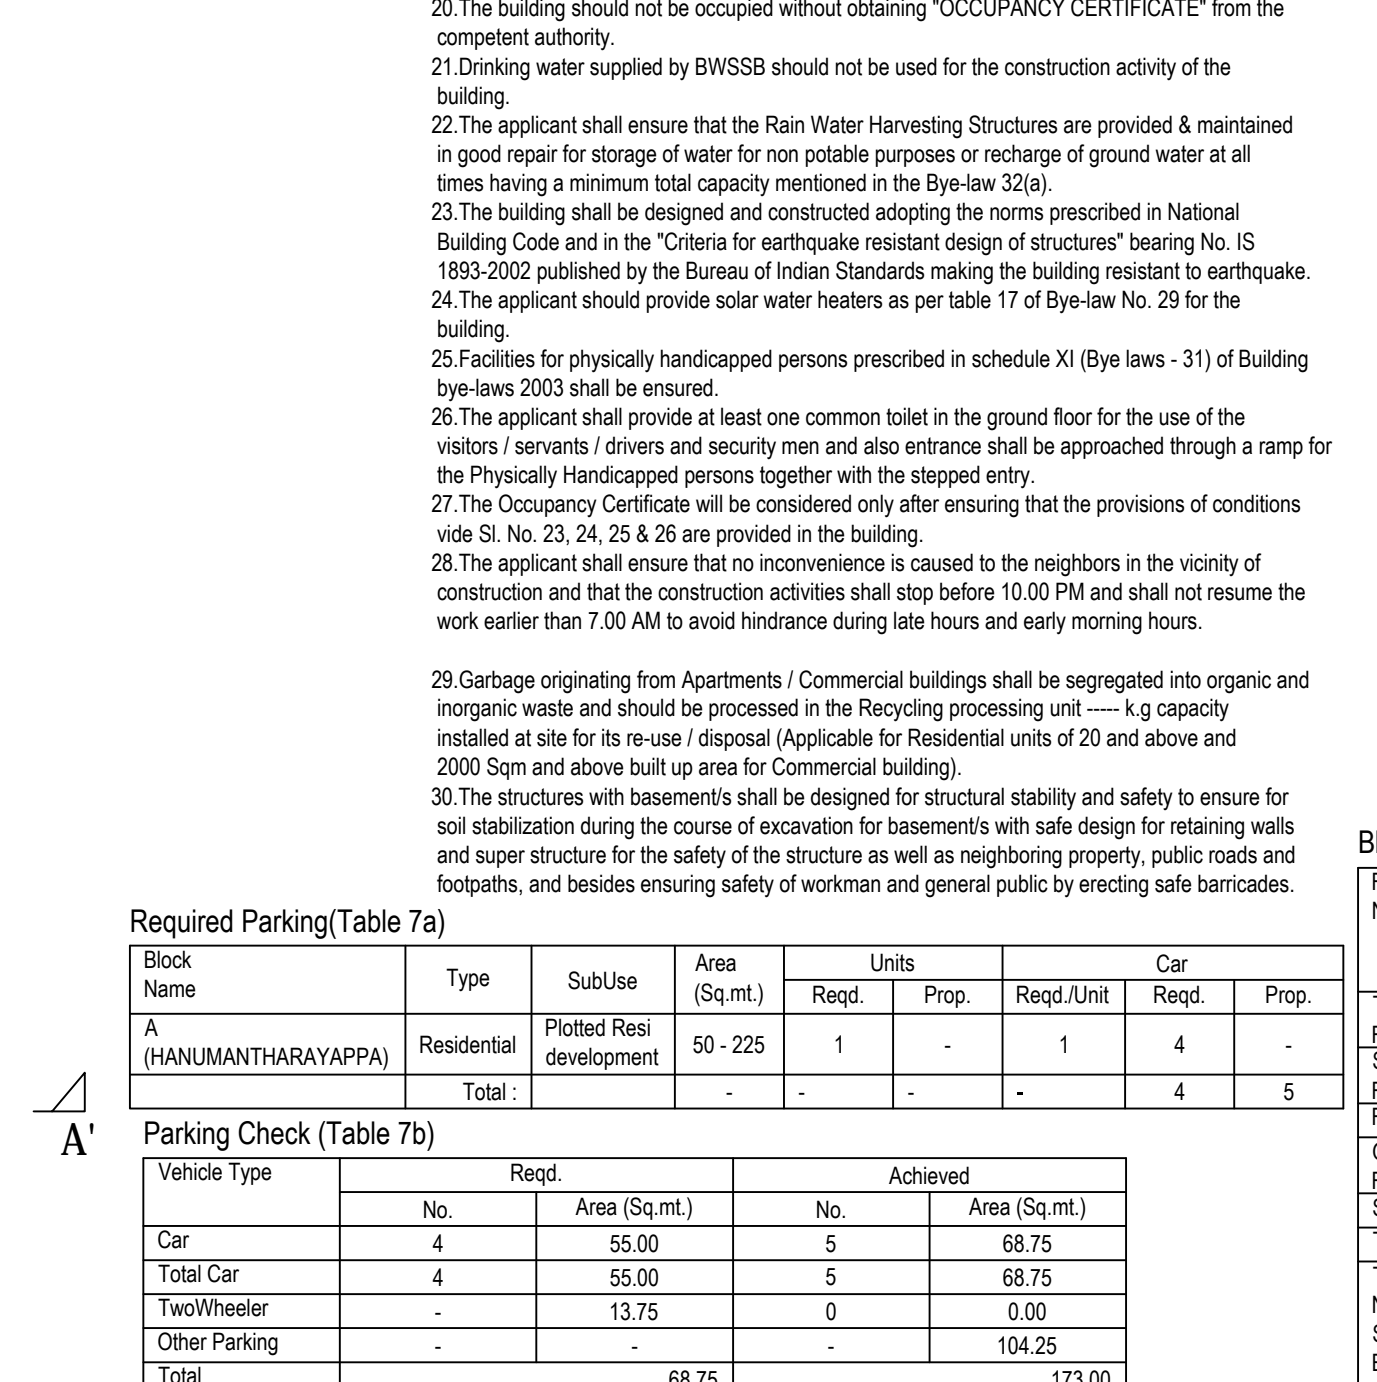 20.The building should not be occupied without obtaining "OCCUPANCY CERTIFICATE" from the
competent authority.
21.Drinking water supplied by BWSSB should not be used for the construction activity of the
building.
22.The applicant shall ensure that the Rain Water Harvesting Structures are provided & maintained
in good repair for storage of water for non potable purposes or recharge of ground water at all
times having a minimum total capacity mentioned in the Bye-law 32(a).
23.The building shall be designed and constructed adopting the norms prescribed in National
Building Code and in the "Criteria for earthquake resistant design of structures" bearing No. IS
1893-2002 published by the Bureau of Indian Standards making the building resistant to earthquake.
24.The applicant should provide solar water heaters as per table 17 of Bye-law No. 29 for the
building.
25.Facilities for physically handicapped persons prescribed in schedule XI (Bye laws - 31) of Building
bye-laws 2003 shall be ensured.
26.The applicant shall provide at least one common toilet in the ground floor for the use of the
visitors / servants / drivers and security men and also entrance shall be approached through a ramp for
the Physically Handicapped persons together with the stepped entry.
27.The Occupancy Certificate will be considered only after ensuring that the provisions of conditions
vide Sl. No. 23, 24, 25 & 26 are provided in the building.
28.The applicant shall ensure that no inconvenience is caused to the neighbors in the vicinity of
construction and that the construction activities shall stop before 10.00 PM and shall not resume the
work earlier than 7.00 AM to avoid hindrance during late hours and early morning hours.
29.Garbage originating from Apartments / Commercial buildings shall be segregated into organic and
inorganic waste and should be processed in the Recycling processing unit ----- k.g capacity
installed at site for its re-use / disposal (Applicable for Residential units of 20 and above and
2000 Sqm and above built up area for Commercial building).
30.The structures with basement/s shall be designed for structural stability and safety to ensure for
soil stabilization during the course of excavation for basement/s with safe design for retaining walls
and super structure for the safety of the structure as well as neighboring property, public roads and
footpaths, and besides ensuring safety of workman and general public by erecting safe barricades.
Required Parking(Table 7a)
Block Name Type SubUse Area (Sq.mt.) Units Car
Reqd. Prop. Reqd./Unit Reqd. Prop.
A (HANUMANTHARAYAPPA) Residential Plotted Resi development 50 - 225 1 - 1 4 -
Total : - - - - 4 5
A'
Parking Check (Table 7b)
Vehicle Type Reqd. Achieved
No. Area (Sq.mt.) No. Area (Sq.mt.)
Car 4 55.00 5 68.75
Total Car 4 55.00 5 68.75
TwoWheeler - 13.75 0 0.00
Other Parking - - - 104.25
Total 68.75 173.00